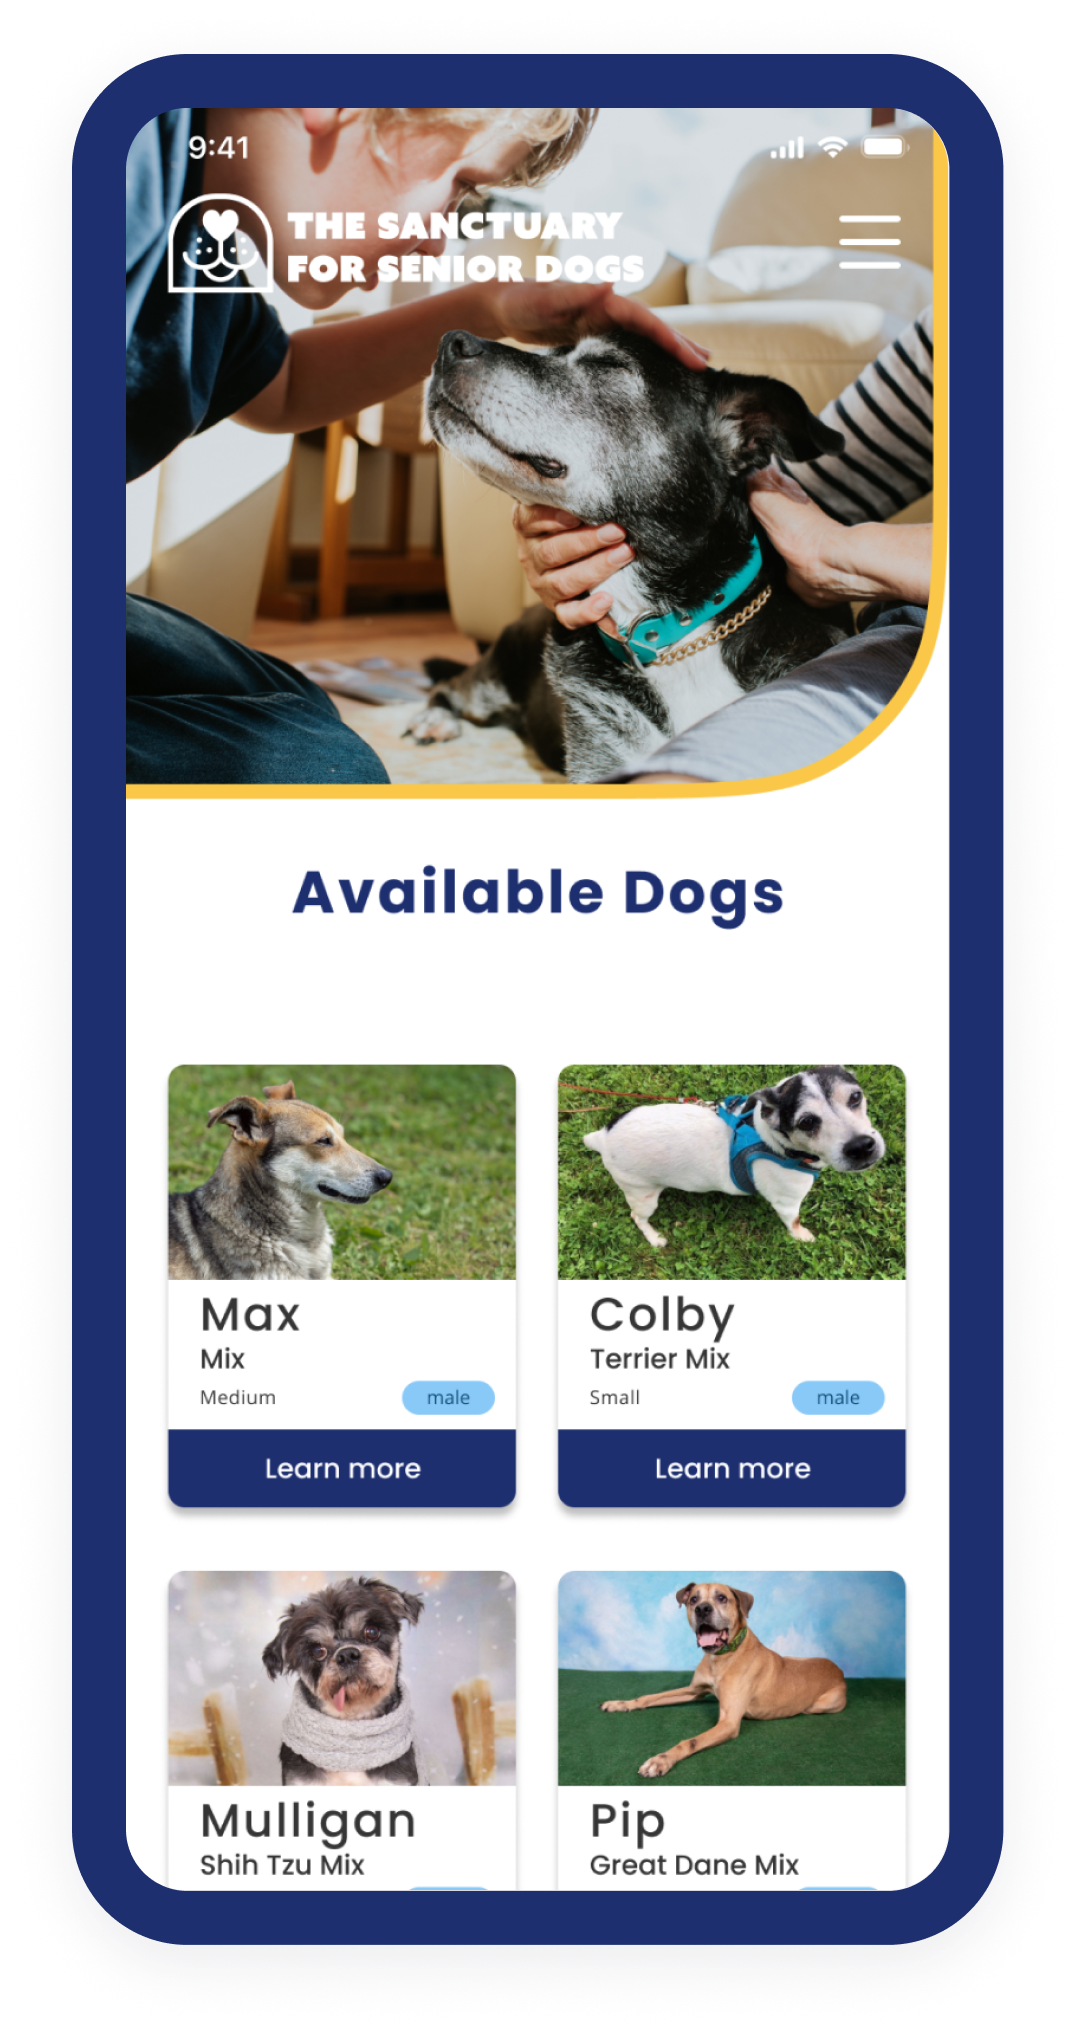 9:41
THE SANCTUARY
FOR SENIOR DOGS
Available Dogs
Max
Mix
Medium
male
Learn more
Colby
Terrier Mix
Small
male
Learn more
Mulligan
Shih Tzu Mix
Pip
Great Dane Mix